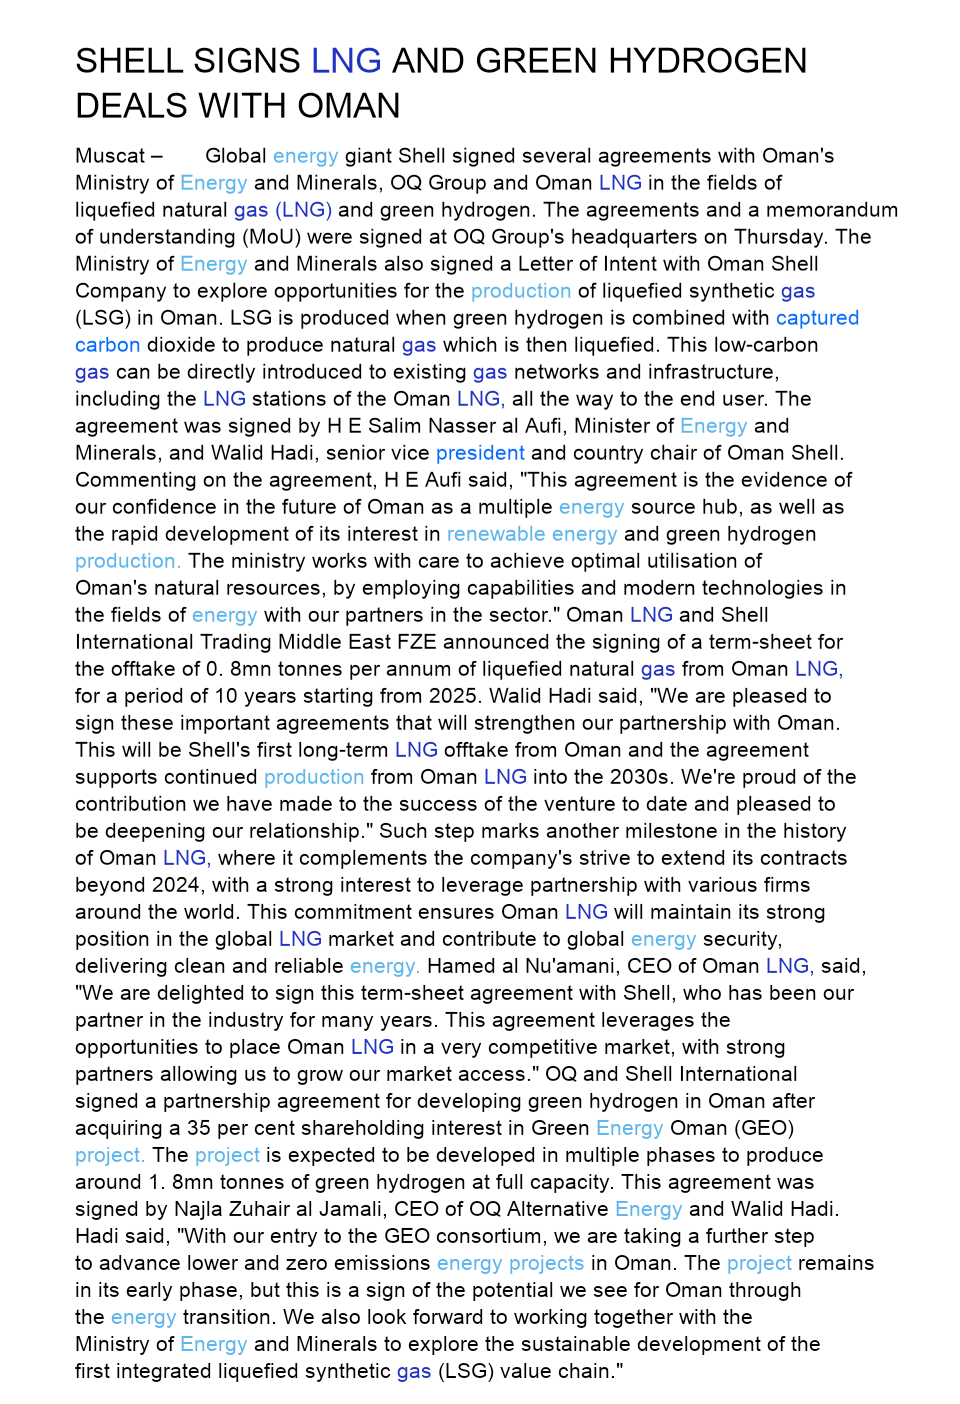 SHELL SIGNS LNG AND GREEN HYDROGEN
DEALS WITH OMAN
Muscat – Global energy giant Shell signed several agreements with Oman's
Ministry of Energy and Minerals, OQ Group and Oman LNG in the fields of
liquefied natural gas (LNG) and green hydrogen. The agreements and a memorandum
of understanding (MoU) were signed at OQ Group's headquarters on Thursday. The
Ministry of Energy and Minerals also signed a Letter of Intent with Oman Shell
Company to explore opportunities for the production of liquefied synthetic gas
(LSG) in Oman. LSG is produced when green hydrogen is combined with captured
carbon dioxide to produce natural gas which is then liquefied. This low-carbon
gas can be directly introduced to existing gas networks and infrastructure,
including the LNG stations of the Oman LNG, all the way to the end user. The
agreement was signed by H E Salim Nasser al Aufi, Minister of Energy and
Minerals, and Walid Hadi, senior vice president and country chair of Oman Shell.
Commenting on the agreement, H E Aufi said, "This agreement is the evidence of
our confidence in the future of Oman as a multiple energy source hub, as well as
the rapid development of its interest in renewable energy and green hydrogen
production. The ministry works with care to achieve optimal utilisation of
Oman's natural resources, by employing capabilities and modern technologies in
the fields of energy with our partners in the sector." Oman LNG and Shell
International Trading Middle East FZE announced the signing of a term-sheet for
the offtake of 0. 8mn tonnes per annum of liquefied natural gas from Oman LNG,
for a period of 10 years starting from 2025. Walid Hadi said, "We are pleased to
sign these important agreements that will strengthen our partnership with Oman.
This will be Shell's first long-term LNG offtake from Oman and the agreement
supports continued production from Oman LNG into the 2030s. We're proud of the
contribution we have made to the success of the venture to date and pleased to
be deepening our relationship." Such step marks another milestone in the history
of Oman LNG, where it complements the company's strive to extend its contracts
beyond 2024, with a strong interest to leverage partnership with various firms
around the world. This commitment ensures Oman LNG will maintain its strong
position in the global LNG market and contribute to global energy security,
delivering clean and reliable energy. Hamed al Nu'amani, CEO of Oman LNG, said,
"We are delighted to sign this term-sheet agreement with Shell, who has been our
partner in the industry for many years. This agreement leverages the
opportunities to place Oman LNG in a very competitive market, with strong
partners allowing us to grow our market access." OQ and Shell International
signed a partnership agreement for developing green hydrogen in Oman after
acquiring a 35 per cent shareholding interest in Green Energy Oman (GEO)
project. The project is expected to be developed in multiple phases to produce
around 1. 8mn tonnes of green hydrogen at full capacity. This agreement was
signed by Najla Zuhair al Jamali, CEO of OQ Alternative Energy and Walid Hadi.
Hadi said, "With our entry to the GEO consortium, we are taking a further step
to advance lower and zero emissions energy projects in Oman. The project remains
in its early phase, but this is a sign of the potential we see for Oman through
the energy transition. We also look forward to working together with the
Ministry of Energy and Minerals to explore the sustainable development of the
first integrated liquefied synthetic gas (LSG) value chain."